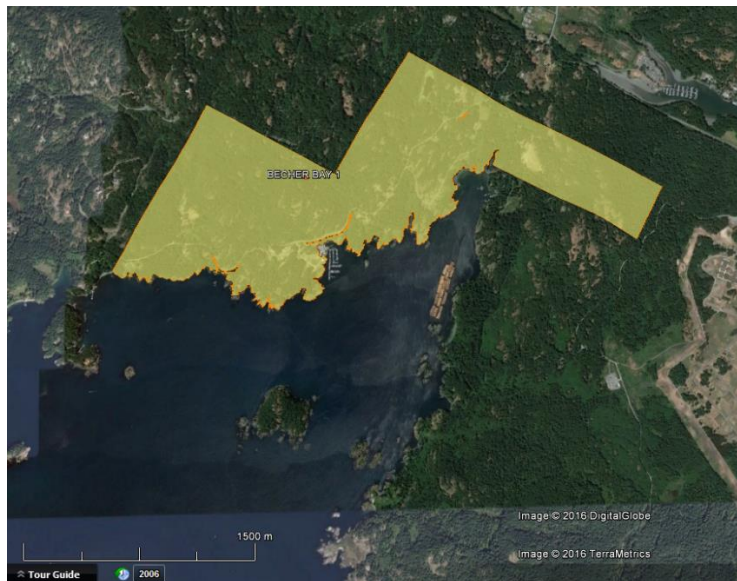 BECHER BAY 1
Image © 2016 DigitalGlobe
1500 m
Image © 2016 TerraMetrics
Tour Guide
2006